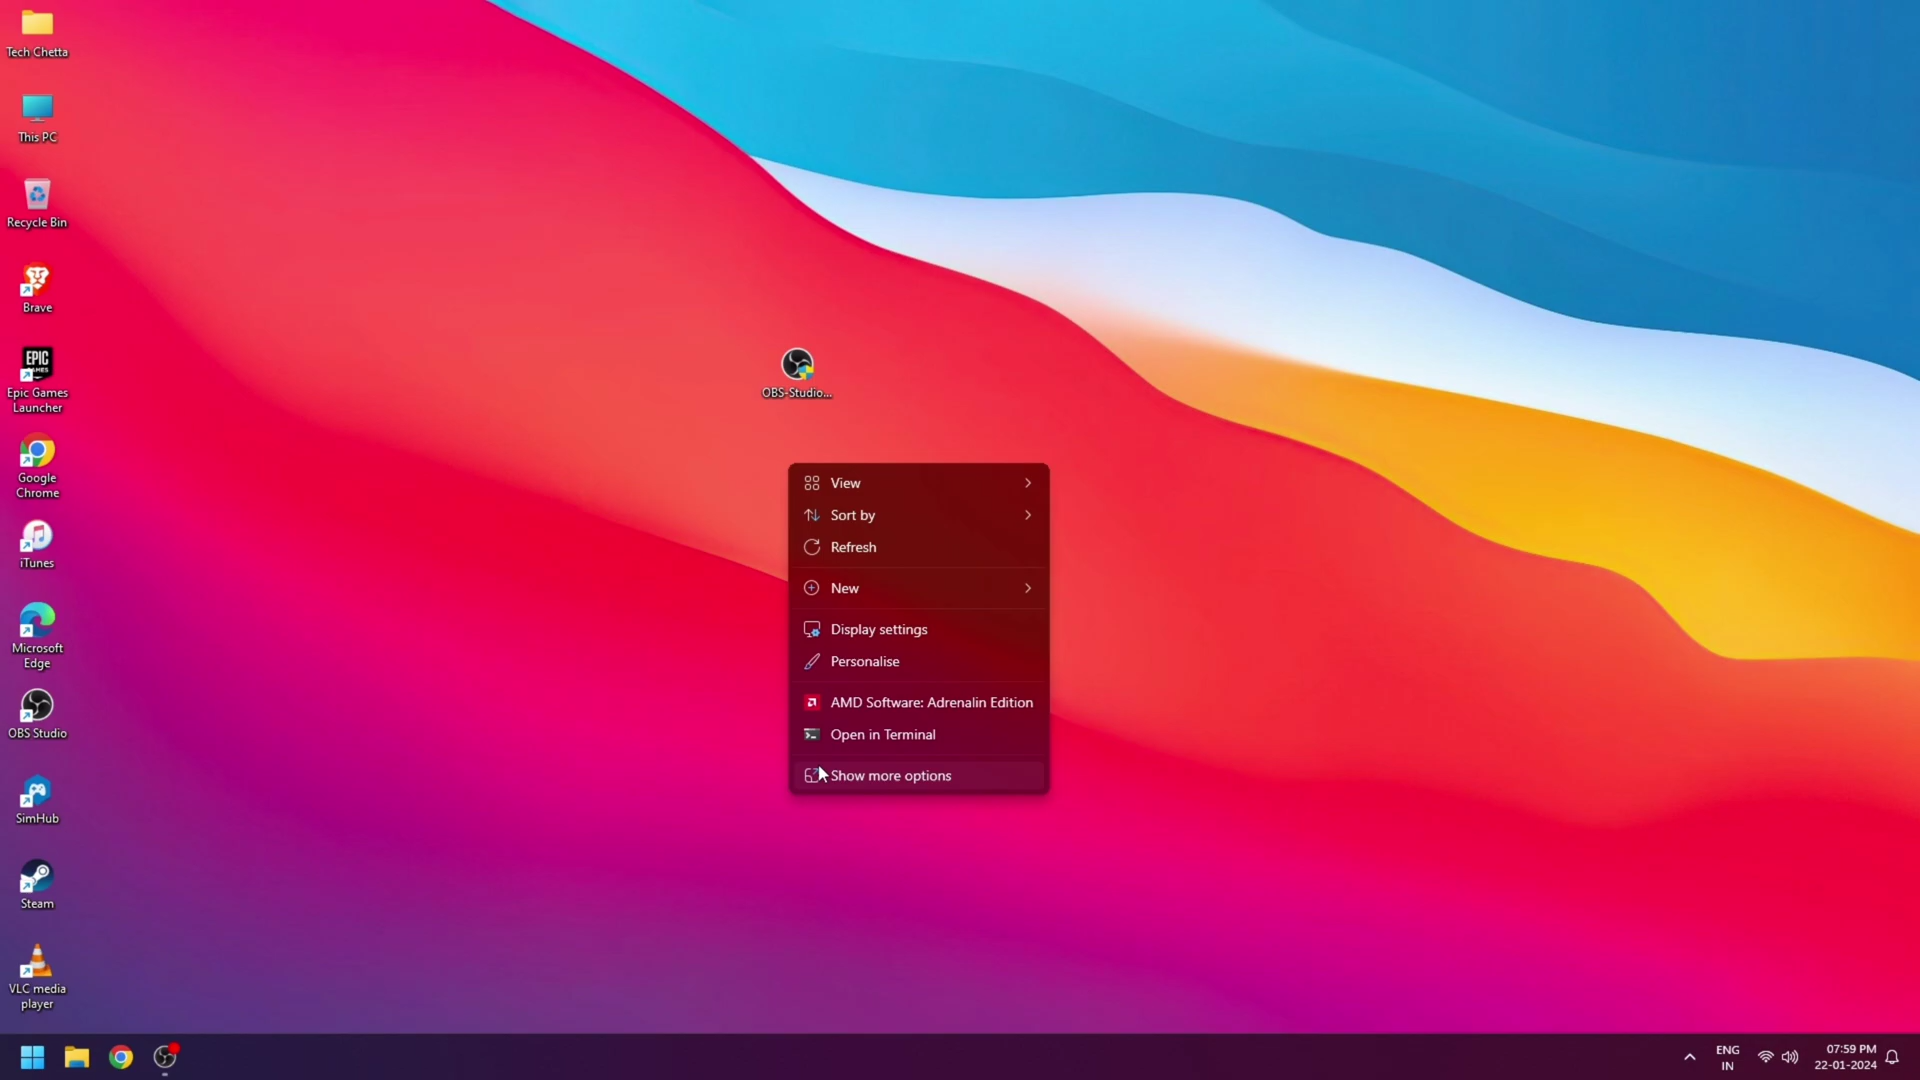 Tech Chetta
This PC
Recycle Bin
Brave
EPIC
GAMES
Epic Games
Launcher
Google
Chrome
iTunes
Microsoft
Edge
OBS Studio
SimHub
Steam
VLC media
player
OBS-Studio...
View
Sort by
Refresh
New
Display settings
Personalise
AMD Software: Adrenalin Edition
Open in Terminal
Show more options
ENG
IN
07:59 PM
22-01-2024